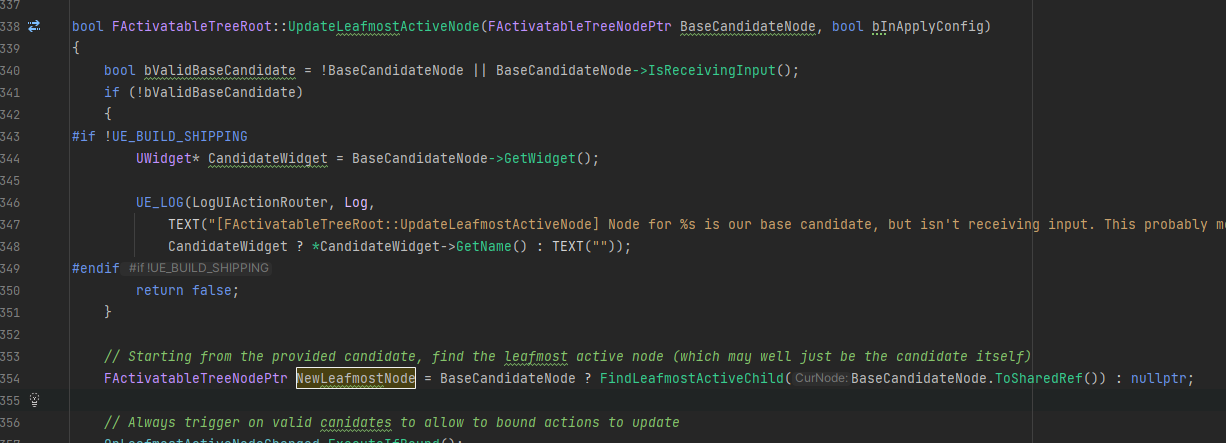 337
338 bool FActivatableTreeRoot::UpdateLeafmostActiveNode(FActivatableTreeNodePtr BaseCandidateNode, bool bInApplyConfig)
339 {
340 bool bValidBaseCandidate = !BaseCandidateNode || BaseCandidateNode->IsReceivingInput();
341 if (!bValidBaseCandidate)
342 {
343 #if !UE_BUILD_SHIPPING
344 UWidget* CandidateWidget = BaseCandidateNode->GetWidget();
345
346 UE_LOG(LogUIActionRouter, Log,
347 TEXT("[FActivatableTreeRoot::UpdateLeafmostActiveNode] Node for %s is our base candidate, but isn't receiving input. This probably
348 CandidateWidget ? *CandidateWidget->GetName() : TEXT(""));
349 #endif #if !UE_BUILD_SHIPPING
350 return false;
351 }
352
353 // Starting from the provided candidate, find the leafmost active node (which may well just be the candidate itself)
354 FActivatableTreeNodePtr NewLeafmostNode = BaseCandidateNode ? FindLeafmostActiveChild( CurNode: BaseCandidateNode.ToSharedRef()) : nullptr;
355
356 // Always trigger on valid canidates to allow to bound actions to update
OnLeafmostActiveNodeChanged.ExecuteIfBound();